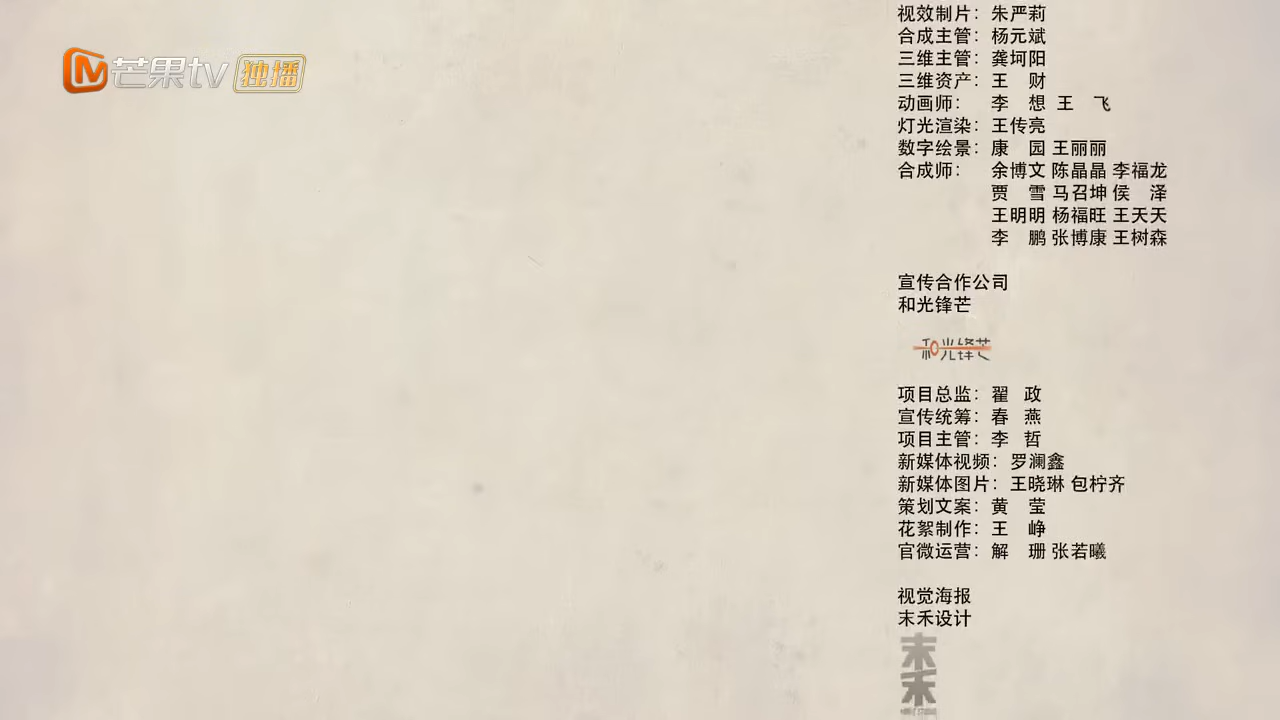 芒果tv 独播
视效制片：朱严莉
合成主管：杨元斌
三维主管：龚坷阳
三维资产：王　财
动画师：　李　想 王　飞
灯光渲染：王传亮
数字绘景：康　园 王丽丽
合成师：　余博文 陈晶晶 李福龙
贾　雪 马召坤 侯　泽
王明明 杨福旺 王天天
李　鹏 张博康 王树森
宣传合作公司
和光锋芒
和光锋芒
项目总监：翟　政
宣传统筹：春　燕
项目主管：李　哲
新媒体视频：罗澜鑫
新媒体图片：王晓琳 包柠齐
策划文案：黄　莹
花絮制作：王　峥
官微运营：解　珊 张若曦
视觉海报
末禾设计
末
禾